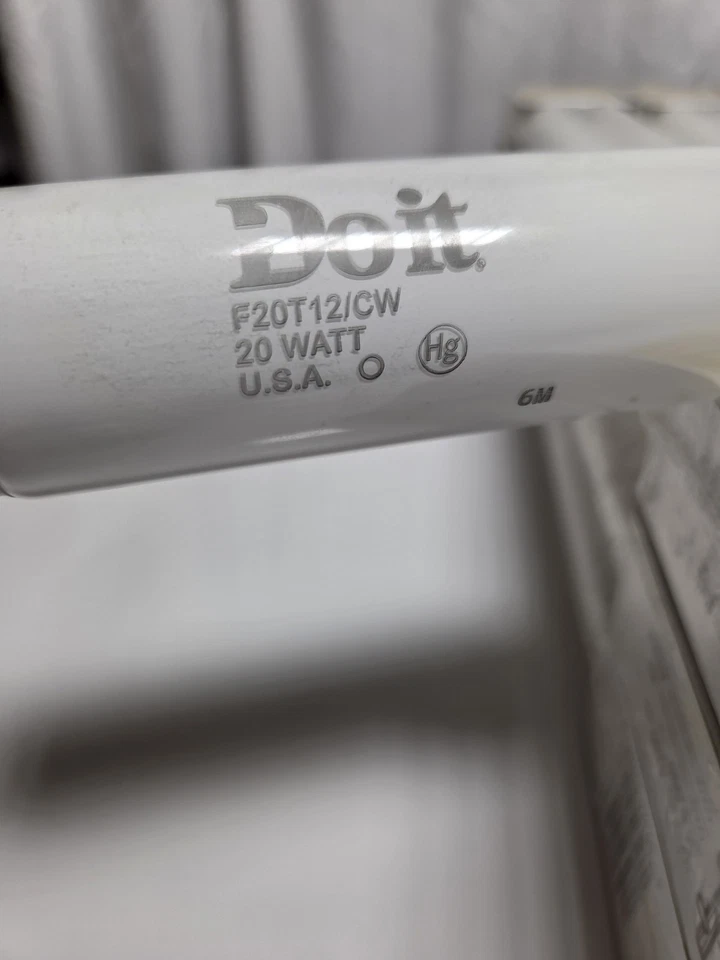 Doit®
F20T12/CW
20 WATT
U.S.A.
Hg
6M